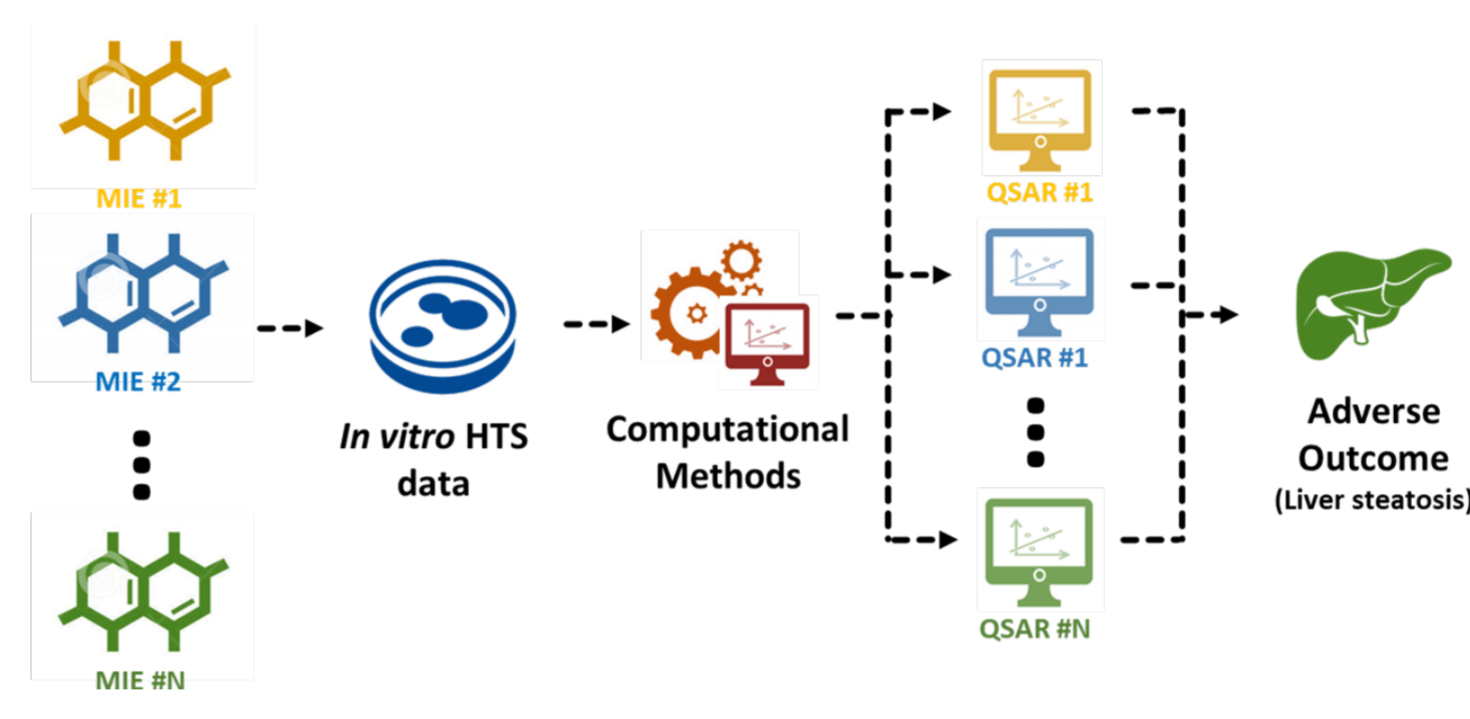 MIE #1
MIE #2
MIE #N
In vitro HTS
data
Computational
Methods
QSAR #1
QSAR #1
QSAR #N
Adverse
Outcome
(Liver steatosis)